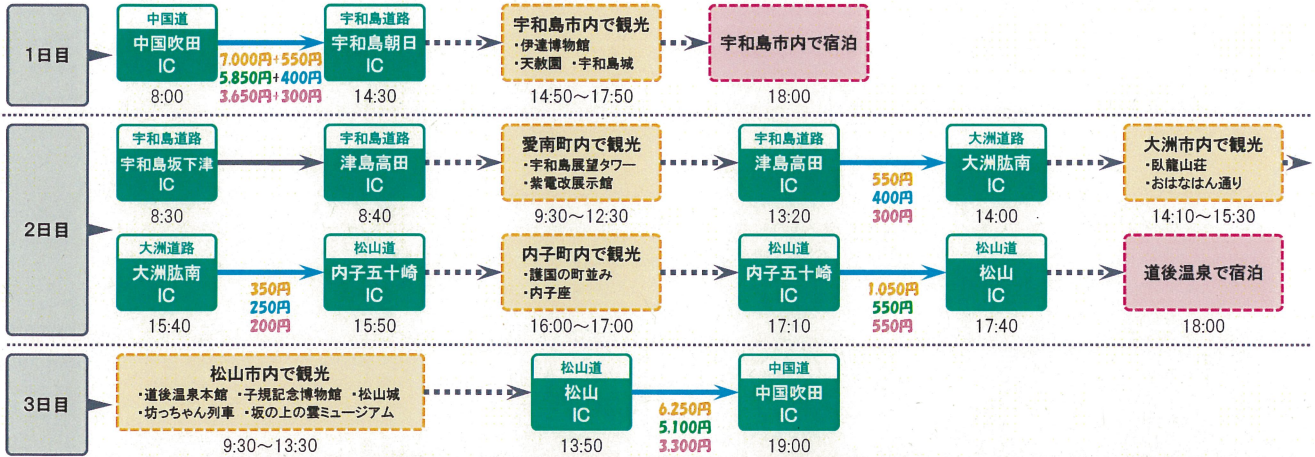 1日目
中国道
中国吹田
IC
8:00
7.000円+550円
5.850円+400円
3.650円+300円
宇和島道路
宇和島朝日
IC
14:30
宇和島市内で観光
・伊達博物館
・天赦園 ・宇和島城
14:50～17:50
宇和島市内で宿泊
18:00
2日目
宇和島道路
宇和島坂下津
IC
8:30
宇和島道路
津島高田
IC
8:40
愛南町内で観光
・宇和島展望タワー
・紫電改展示館
9:30～12:30
宇和島道路
津島高田
IC
13:20
550円
400円
300円
大洲道路
大洲肱南
IC
14:00
大洲市内で観光
・臥龍山荘
・おはなはん通り
14:10～15:30
大洲道路
大洲肱南
IC
15:40
350円
250円
200円
松山道
内子五十崎
IC
15:50
内子町内で観光
・護国の町並み
・内子座
16:00～17:00
松山道
内子五十崎
IC
17:10
1.050円
550円
550円
松山道
松山
IC
17:40
道後温泉で宿泊
18:00
3日目
松山市内で観光
・道後温泉本館 ・子規記念博物館 ・松山城
・坊っちゃん列車 ・坂の上の雲ミュージアム
9:30～13:30
松山道
松山
IC
13:50
6.250円
5.100円
3.300円
中国道
中国吹田
IC
19:00